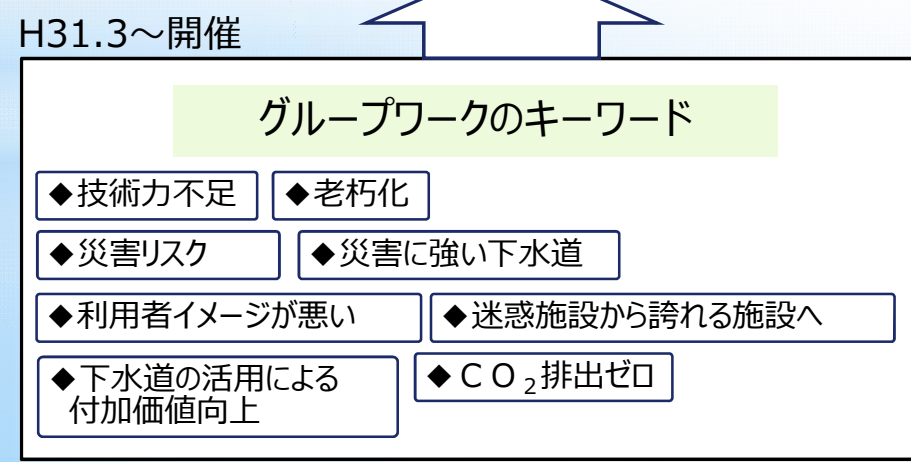 H31.3～開催
グループワークのキーワード
◆技術力不足
◆老朽化
◆災害リスク
◆災害に強い下水道
◆利用者イメージが悪い
◆迷惑施設から誇れる施設へ
◆下水道の活用による
付加価値向上
◆ＣＯ₂排出ゼロ